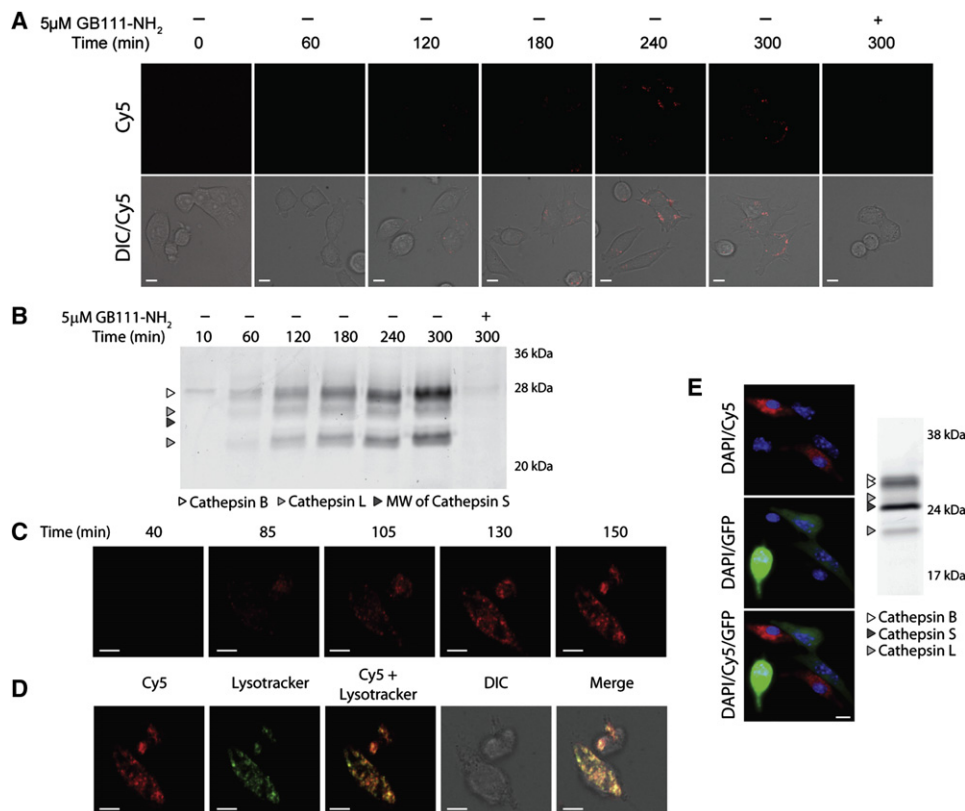 A
5µM GB111-NH2 – – – – – – +
Time (min) 0 60 120 180 240 300 300
Cy5
DIC/Cy5
B
5µM GB111-NH2 – – – – – – +
Time (min) 10 60 120 180 240 300 300
36 kDa
28 kDa
20 kDa
▷Cathepsin B ▷Cathepsin L ▶MW of Cathepsin S
C
Time (min) 40 85 105 130 150
D
Cy5 Lysotracker Cy5 + Lysotracker DIC Merge
E
DAPI/Cy5
DAPI/GFP
DAPI/Cy5/GFP
38 kDa
24 kDa
17 kDa
▷Cathepsin B
▶Cathepsin S
▷Cathepsin L